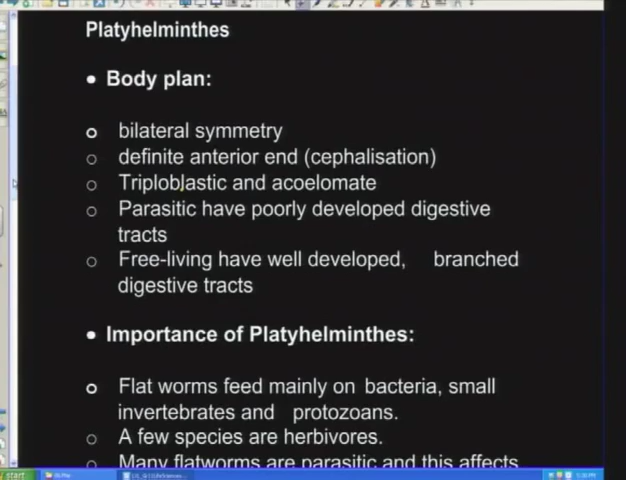 Platyhelminthes
• Body plan:
o bilateral symmetry
o definite anterior end (cephalisation)
o Triploblastic and acoelomate
o Parasitic have poorly developed digestive
tracts
o Free-living have well developed, branched
digestive tracts
• Importance of Platyhelminthes:
o Flat worms feed mainly on bacteria, small
invertebrates and protozoans.
o A few species are herbivores.
o Many flatworms are parasitic and this affects
start